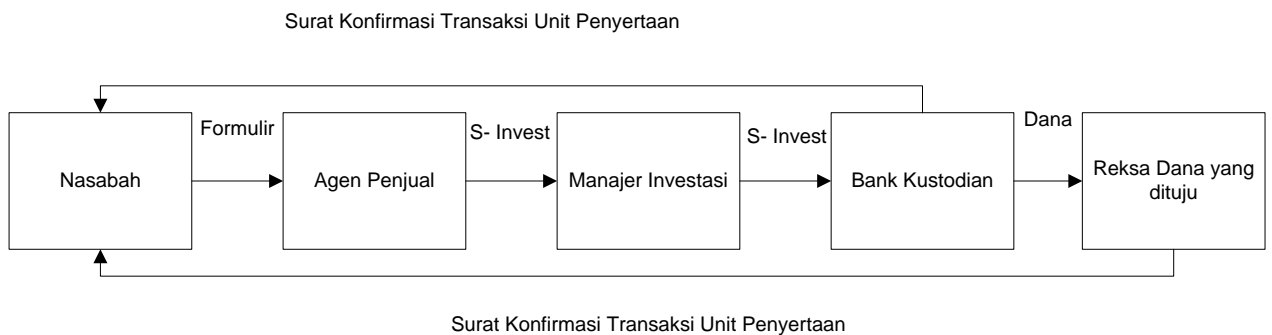 Surat Konfirmasi Transaksi Unit Penyertaan
Formulir
S- Invest
S- Invest
Dana
Nasabah
Agen Penjual
Manajer Investasi
Bank Kustodian
Reksa Dana yang
dituju
Surat Konfirmasi Transaksi Unit Penyertaan